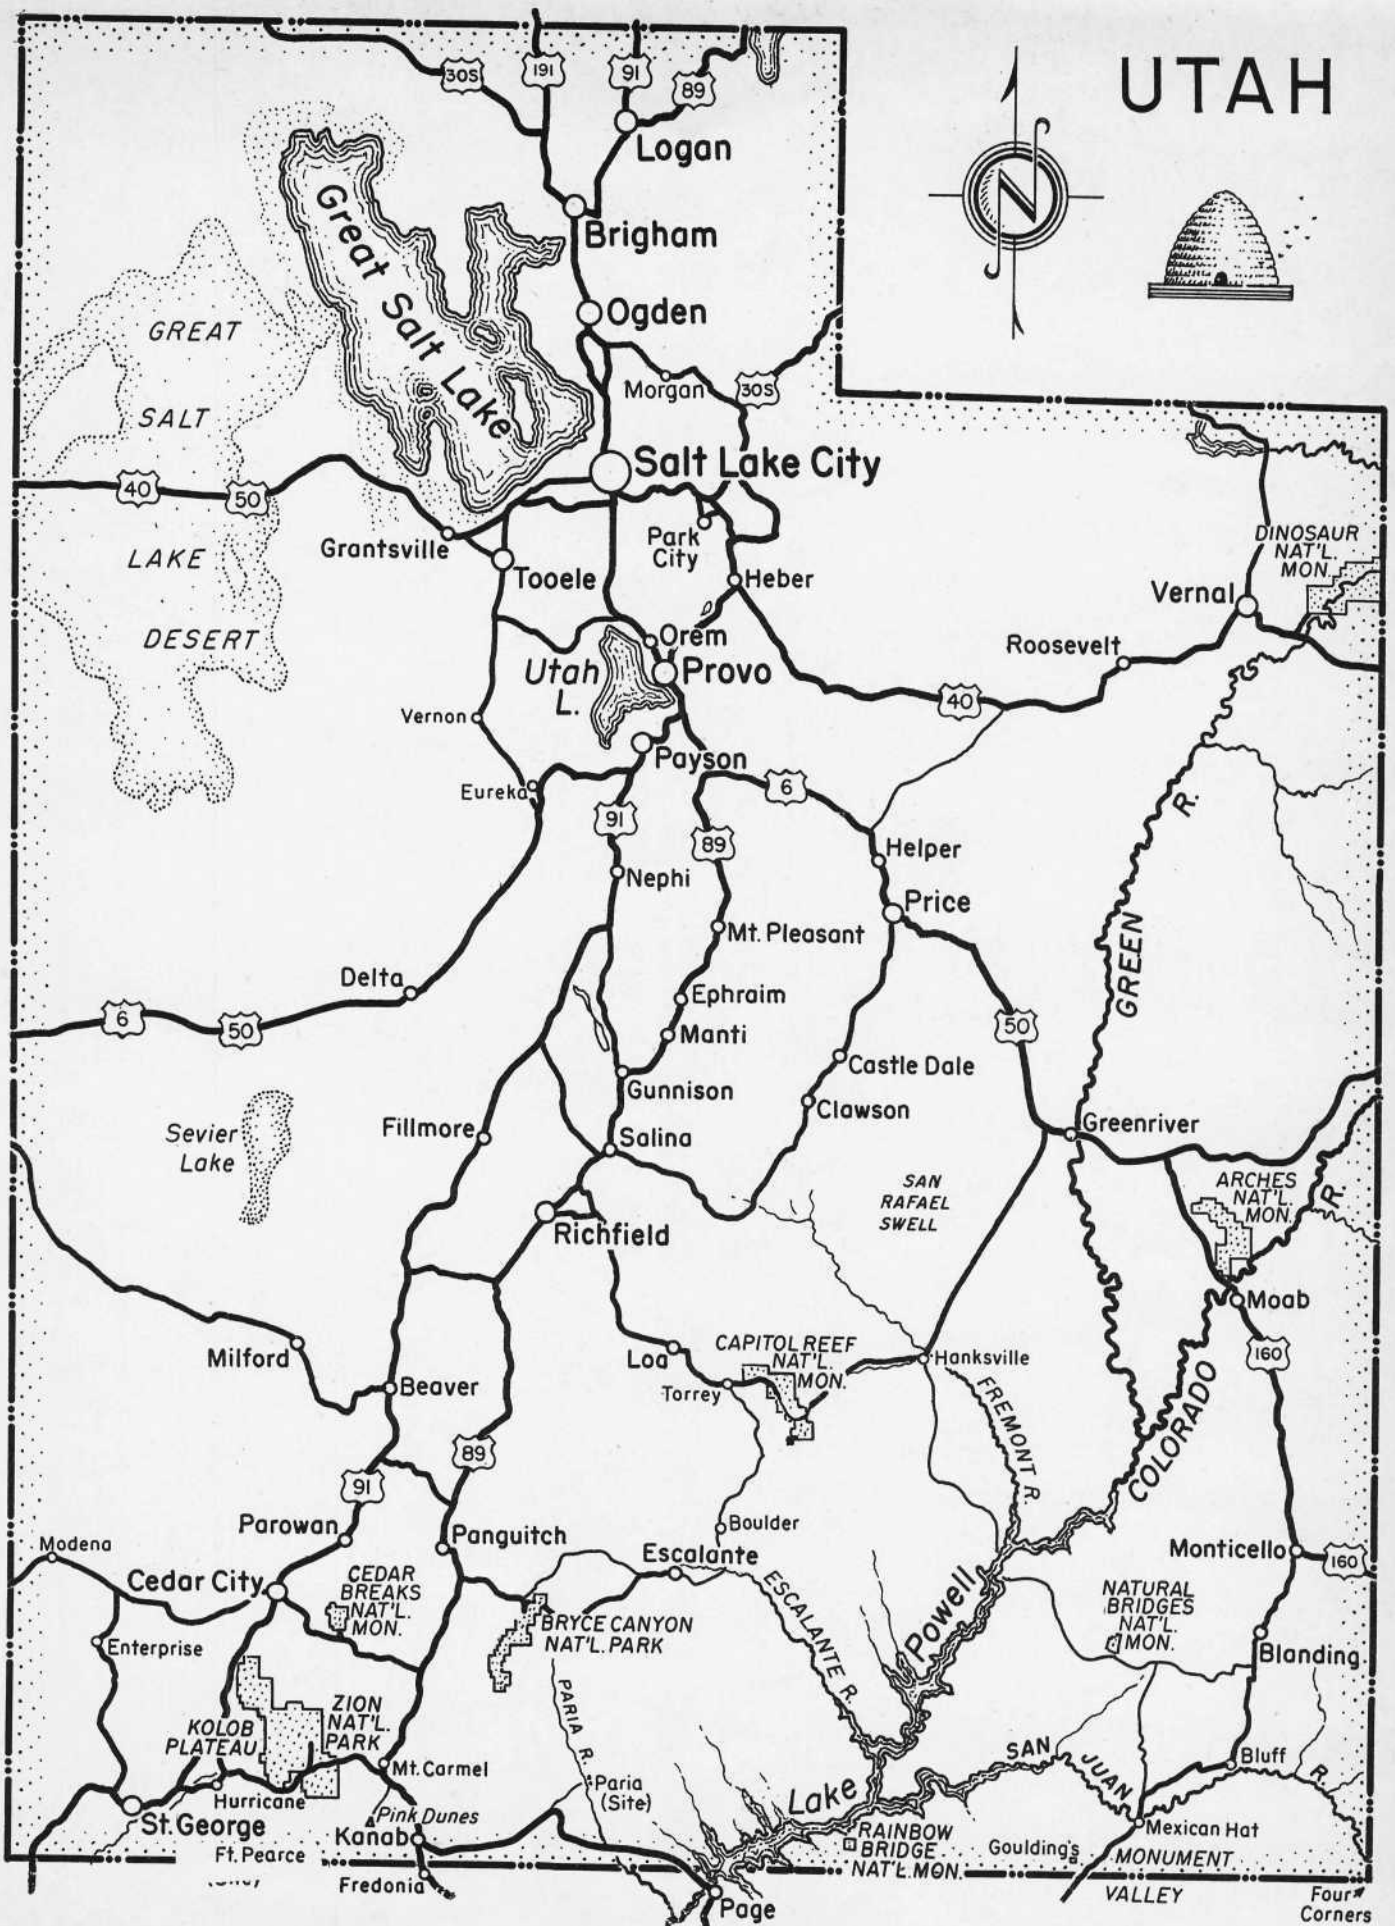 UTAH
N
30S
191
91
89
Logan
Great Salt Lake
Brigham
GREAT
Ogden
SALT
Morgan
30S
Salt Lake City
40
50
Park
City
Grantsville
LAKE
Tooele
Heber
DINOSAUR
NAT'L.
MON.
Vernal
DESERT
Orem
Utah
L.
Provo
Roosevelt
40
Vernon
Payson
Eureka
6
GREEN R.
91
89
Helper
Nephi
Price
Mt. Pleasant
Delta
Ephraim
6
50
Manti
50
Castle Dale
Gunnison
Clawson
Sevier
Lake
Fillmore
Salina
Greenriver
SAN
RAFAEL
SWELL
ARCHES
NAT'L.
MON.
Richfield
Moab
Milford
Loa
CAPITOL REEF
NAT'L.
MON.
Hanksville
160
Beaver
Torrey
FREMONT R.
COLORADO R.
89
91
Parowan
Panguitch
Boulder
Modena
Escalante
Monticello
160
Cedar City
CEDAR
BREAKS
NAT'L.
MON.
BRYCE CANYON
NAT'L. PARK
ESCALANTE R.
NATURAL
BRIDGES
NAT'L.
MON.
Enterprise
Blanding
Lake Powell
KOLOB
PLATEAU
ZION
NAT'L.
PARK
PARIA R.
SAN JUAN R.
Mt. Carmel
Bluff
Hurricane
Paria
(Site)
Pink Dunes
St. George
Kanab
Ft. Pearce
RAINBOW
BRIDGE
NAT'L. MON.
Mexican Hat
Goulding's
MONUMENT
VALLEY
Fredonia
Page
Four
Corners